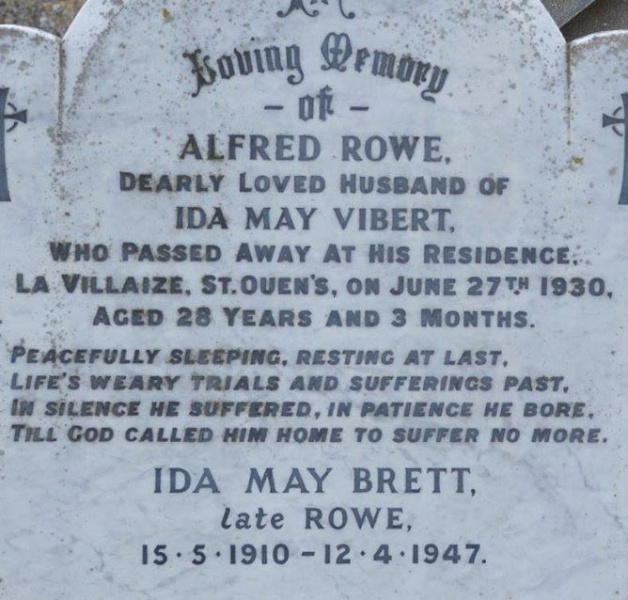 In
Loving Memory
- of -
ALFRED ROWE,
DEARLY LOVED HUSBAND OF
IDA MAY VIBERT,
WHO PASSED AWAY AT HIS RESIDENCE,
LA VILLAIZE, ST. OUEN'S, ON JUNE 27TH 1930,
AGED 28 YEARS AND 3 MONTHS.
PEACEFULLY SLEEPING, RESTING AT LAST,
LIFE'S WEARY TRIALS AND SUFFERINGS PAST,
IN SILENCE HE SUFFERED, IN PATIENCE HE BORE,
TILL GOD CALLED HIM HOME TO SUFFER NO MORE.
IDA MAY BRETT,
late ROWE,
15·5·1910 – 12·4·1947.